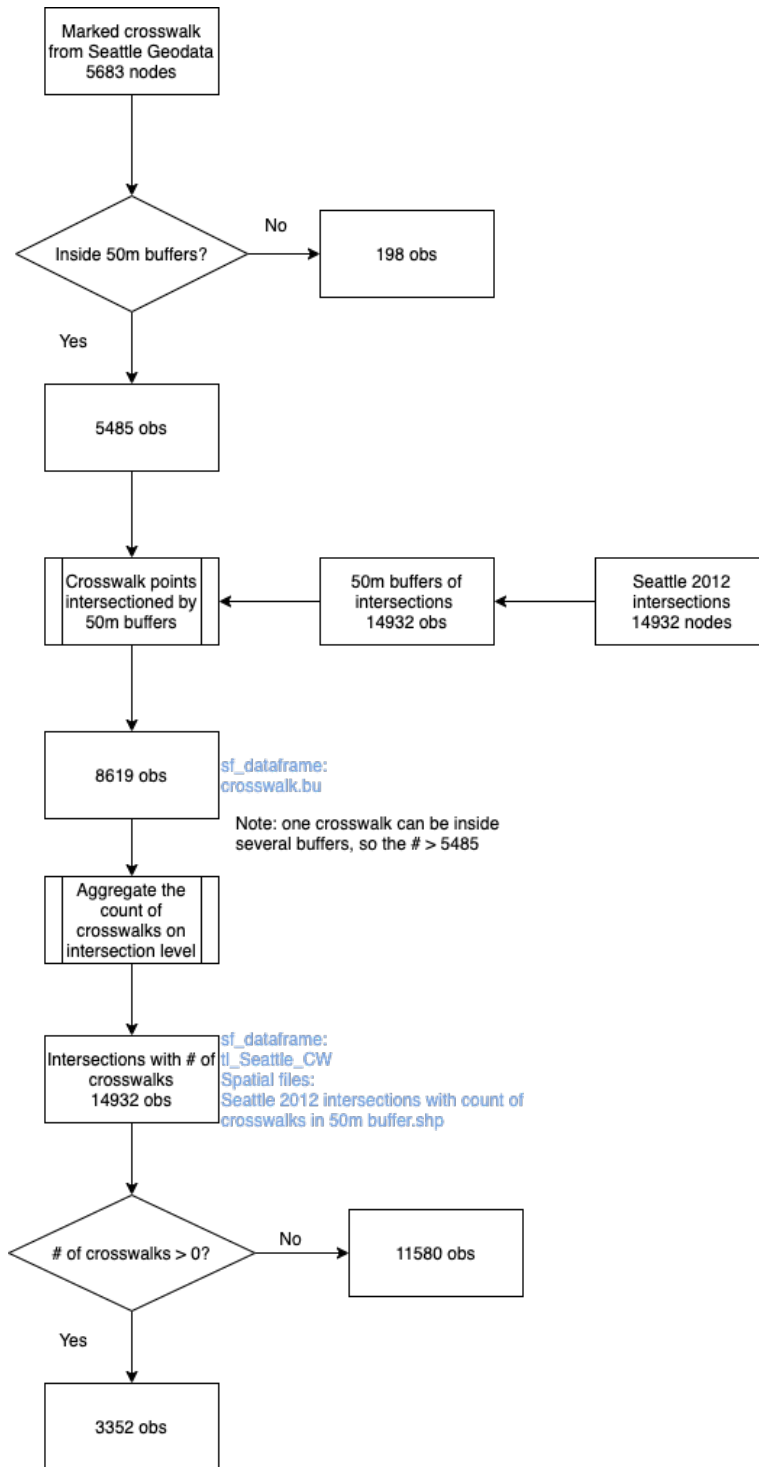 Marked crosswalk
from Seattle Geodata
5683 nodes
Inside 50m buffers?
No
198 obs
Yes
5485 obs
Crosswalk points
intersectioned by
50m buffers
50m buffers of
intersections
14932 obs
Seattle 2012
intersections
14932 nodes
8619 obs
sf_dataframe:
crosswalk.bu
Note: one crosswalk can be inside
several buffers, so the # > 5485
Aggregate the
count of
crosswalks on
intersection level
Intersections with # of
crosswalks
14932 obs
sf_dataframe:
tl_Seattle_CW
Spatial files:
Seattle 2012 intersections with count of
crosswalks in 50m buffer.shp
# of crosswalks > 0?
No
11580 obs
Yes
3352 obs